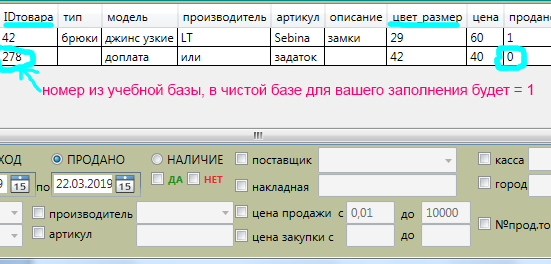 IDтовара тип модель производитель артикул описание цвет_размер цена продано
42 брюки джинс узкие LT Sebina замки 29 60 1
278 доплата или задаток 42 40 0
номер из учебной базы, в чистой базе для вашего заполнения будет = 1
ХОД ПРОДАНО НАЛИЧИЕ поставщик касса
9 15 по 22.03.2019 15 ДА НЕТ накладная город
производитель цена продажи с 0,01 до 10000 №прод.то
артикул цена закупки с до